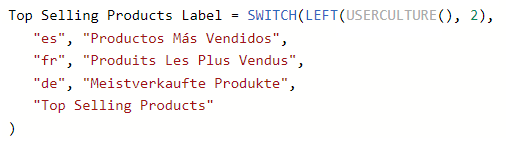 Top Selling Products Label = SWITCH(LEFT(USERCULTURE(), 2),
"es", "Productos Más Vendidos",
"fr", "Produits Les Plus Vendus",
"de", "Meistverkaufte Produkte",
"Top Selling Products"
)